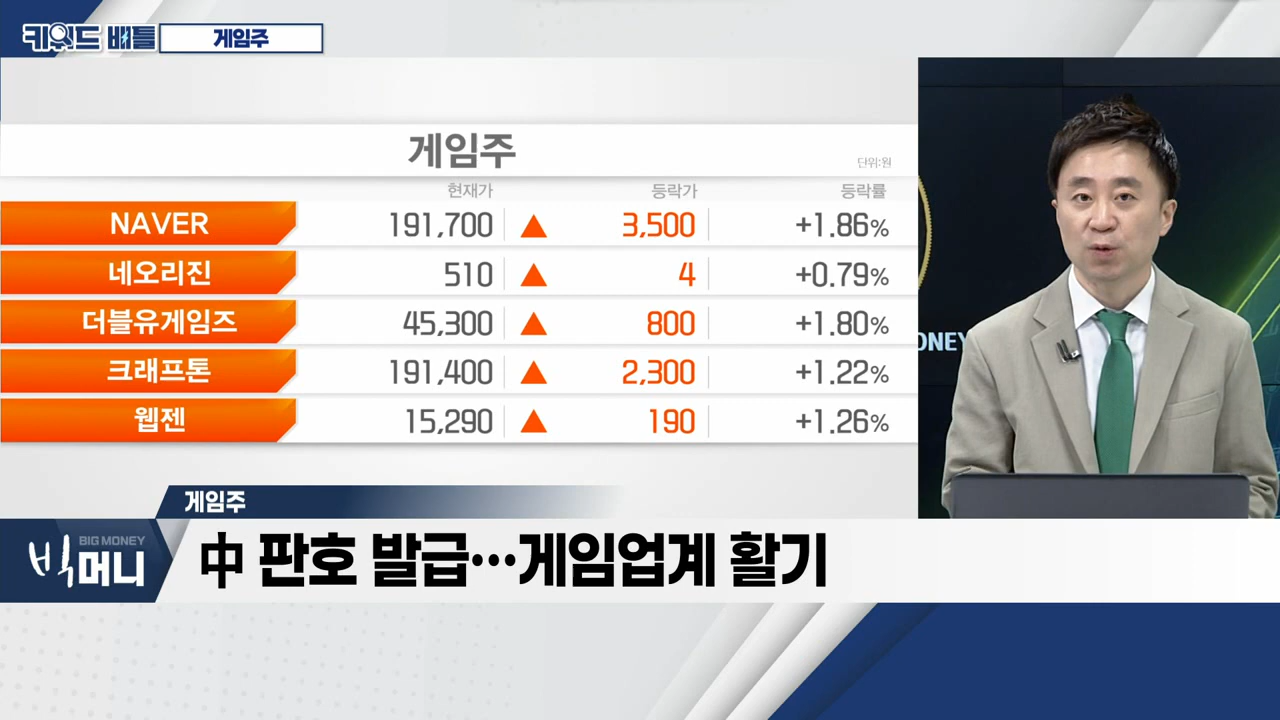 키워드 배틀 게임주
게임주
단위:원
현재가 등락가 등락률
NAVER 191,700 ▲ 3,500 +1.86%
네오리진 510 ▲ 4 +0.79%
더블유게임즈 45,300 ▲ 800 +1.80%
크래프톤 191,400 ▲ 2,300 +1.22%
웹젠 15,290 ▲ 190 +1.26%
ONEY
게임주
BIG MONEY
빅머니
中 판호 발급…게임업계 활기